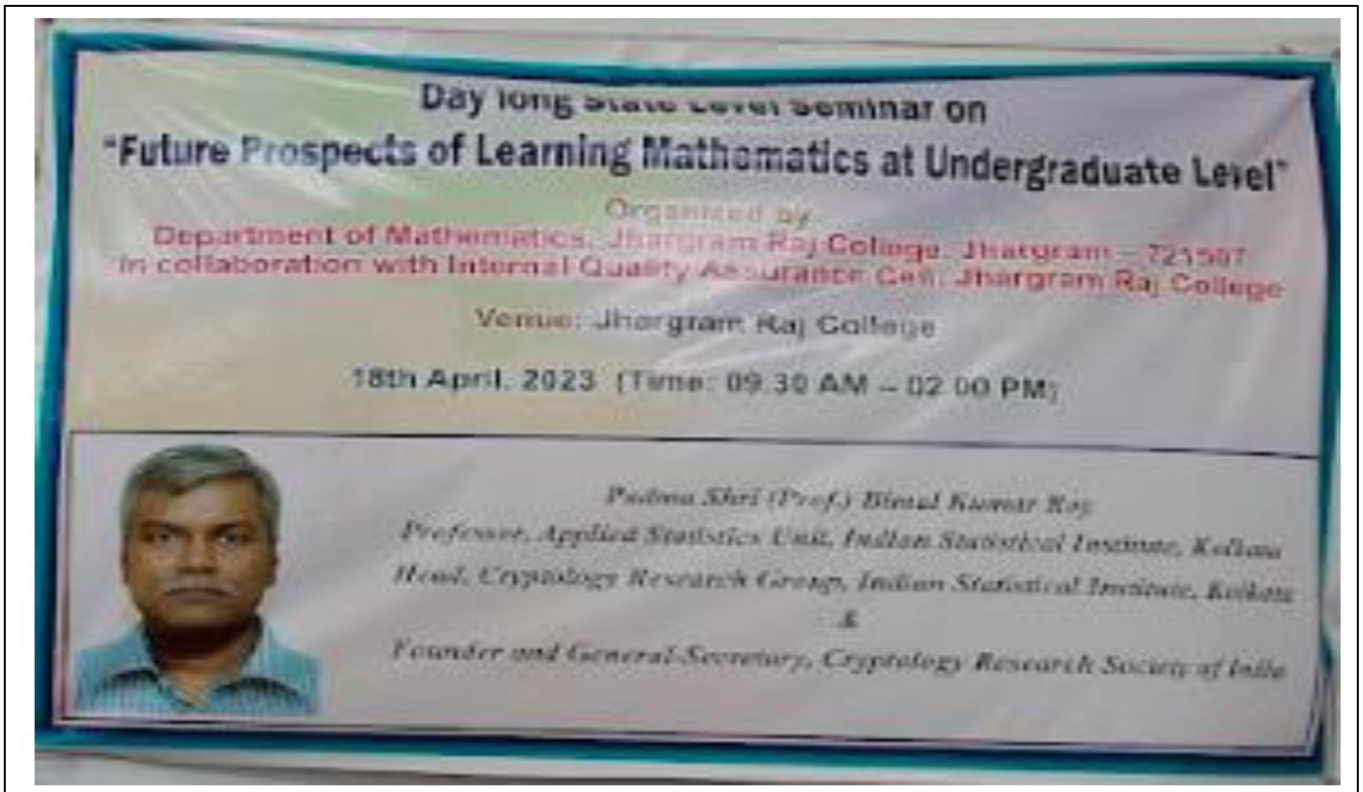 Day long State Level Seminar on
"Future Prospects of Learning Mathematics at Undergraduate Level"
Organized by
Department of Mathematics, Jhargram Raj College, Jhargram – 721507
In collaboration with Internal Quality Assurance Cell, Jhargram Raj College
Venue: Jhargram Raj College
18th April, 2023 (Time: 09.30 AM – 02.00 PM)
Padma Shri (Prof.) Bimal Kumar Roy
Professor, Applied Statistics Unit, Indian Statistical Institute, Kolkata
Head, Cryptology Research Group, Indian Statistical Institute, Kolkata
&
Founder and General-Secretary, Cryptology Research Society of India